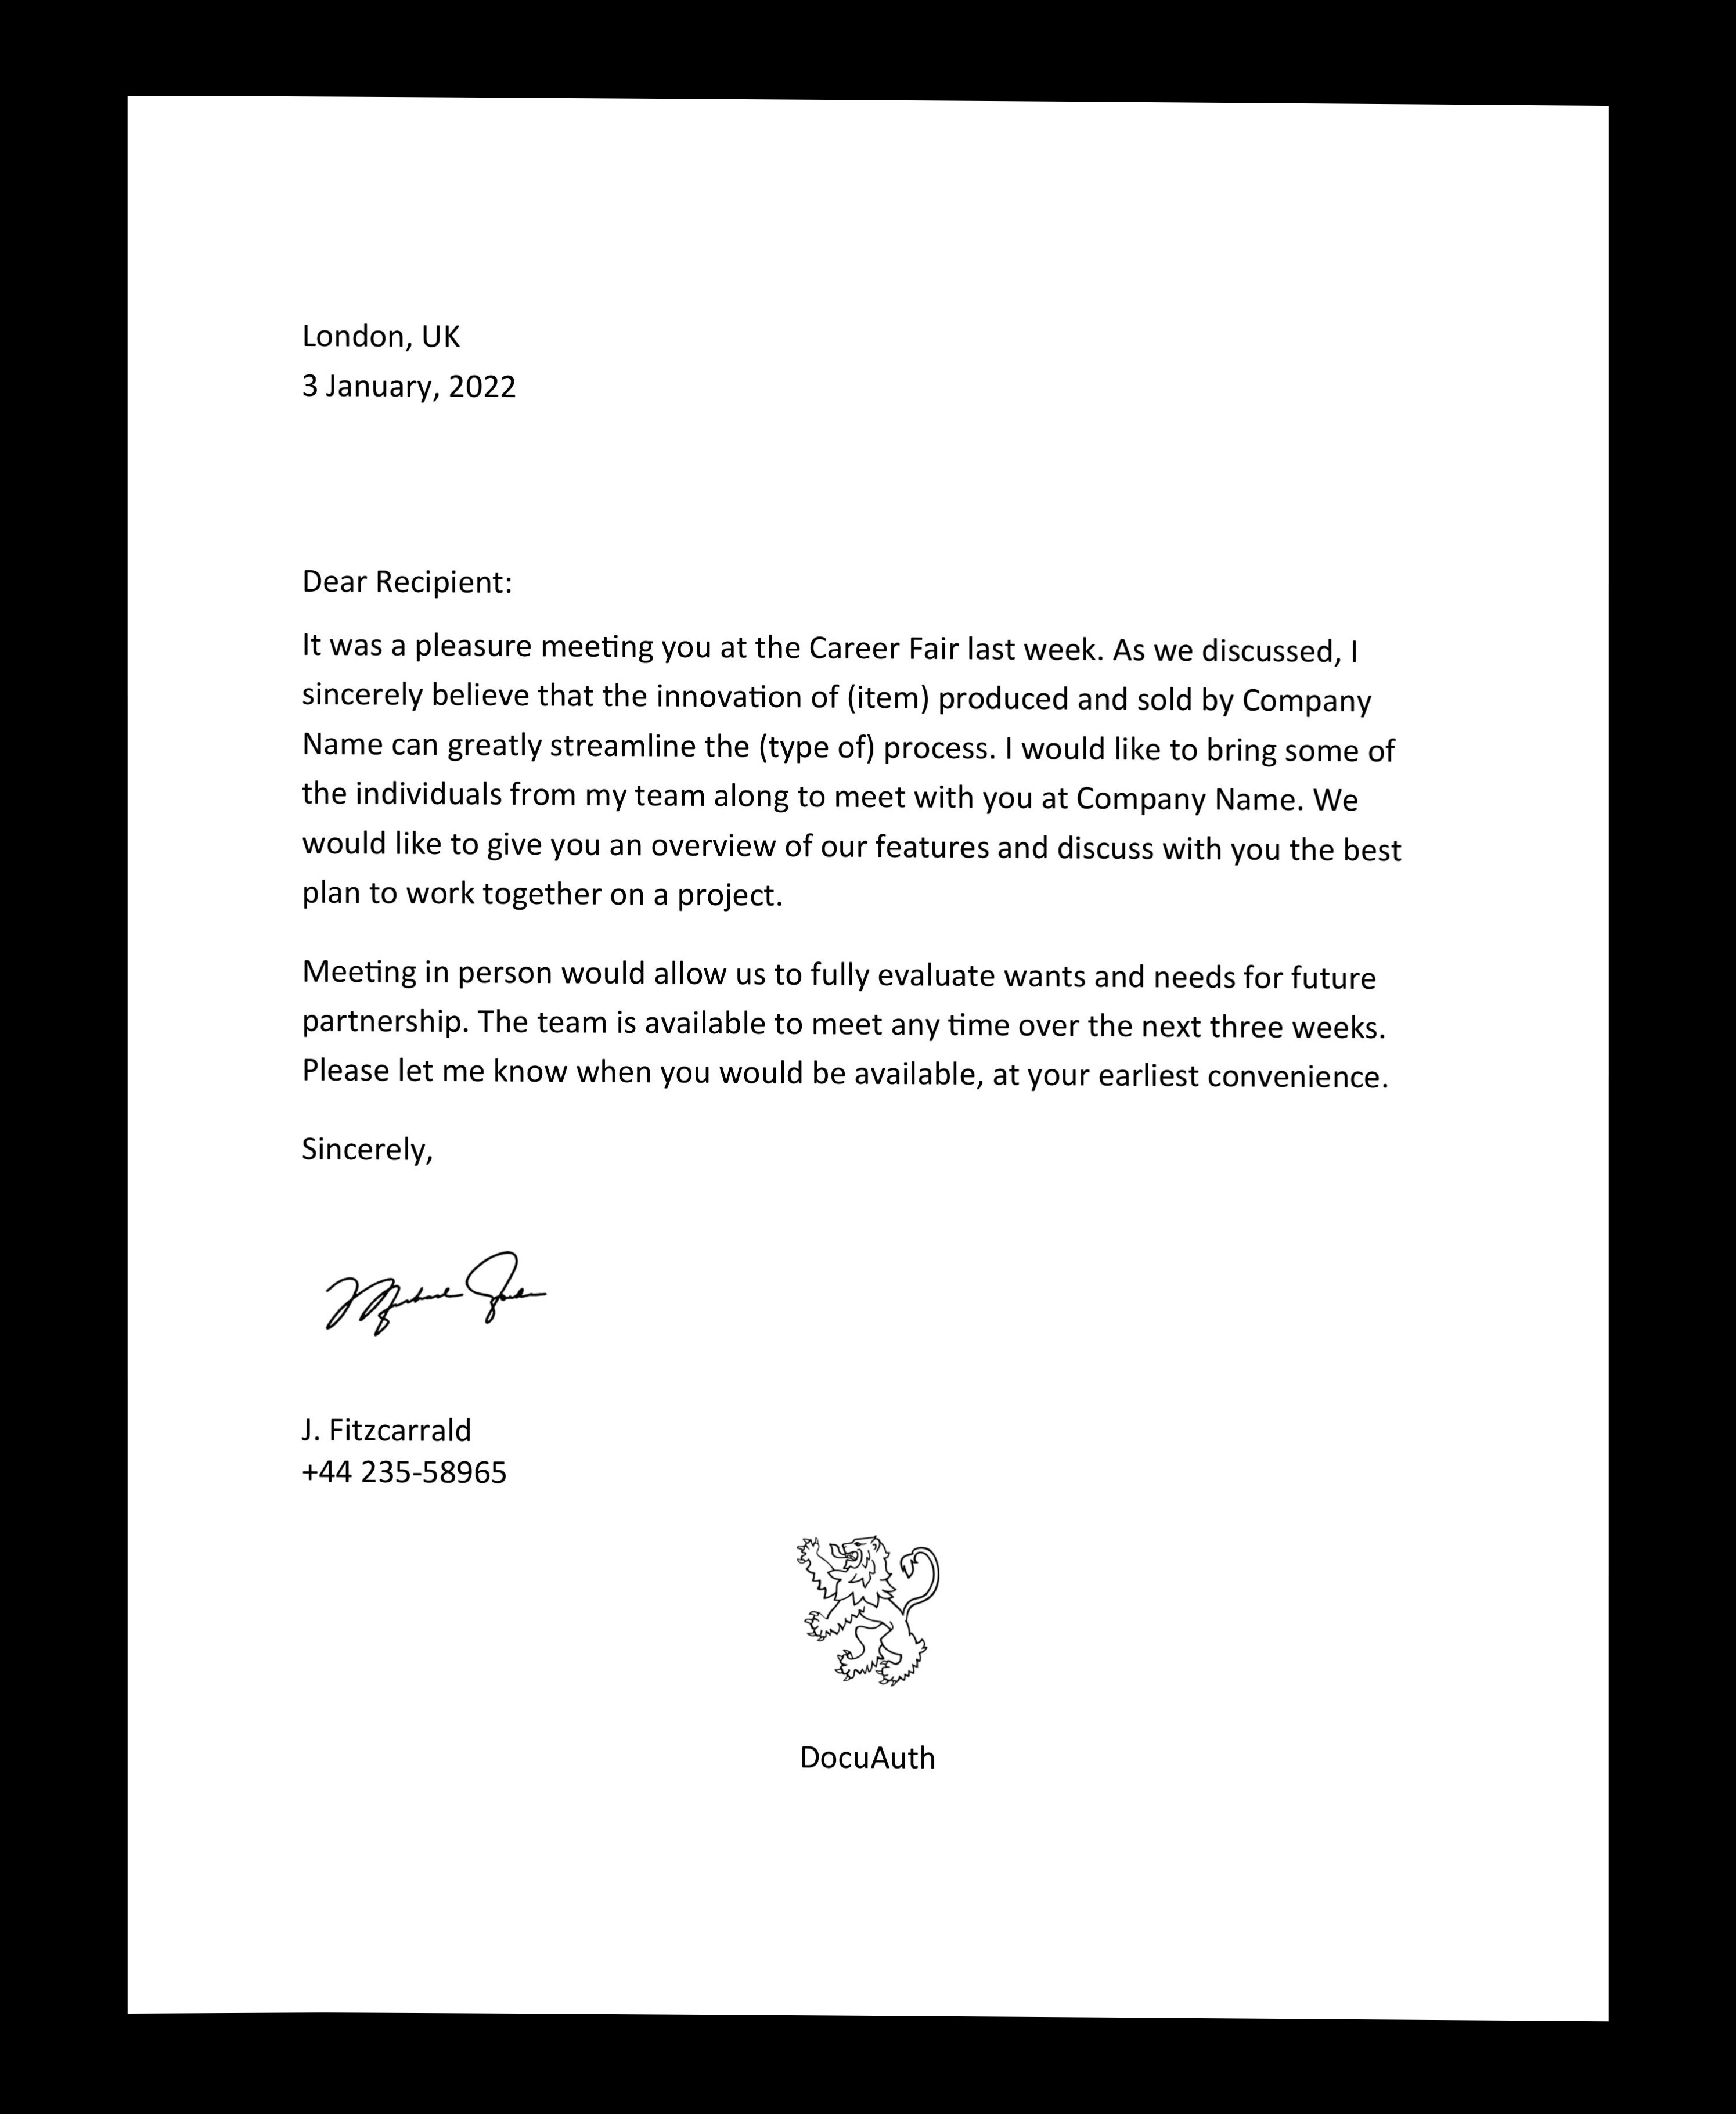 London, UK
3 January, 2022
Dear Recipient:
It was a pleasure meeting you at the Career Fair last week. As we discussed, I
sincerely believe that the innovation of (item) produced and sold by Company
Name can greatly streamline the (type of) process. I would like to bring some of
the individuals from my team along to meet with you at Company Name. We
would like to give you an overview of our features and discuss with you the best
plan to work together on a project.
Meeting in person would allow us to fully evaluate wants and needs for future
partnership. The team is available to meet any time over the next three weeks.
Please let me know when you would be available, at your earliest convenience.
Sincerely,
J. Fitzcarrald
+44 235-58965
DocuAuth